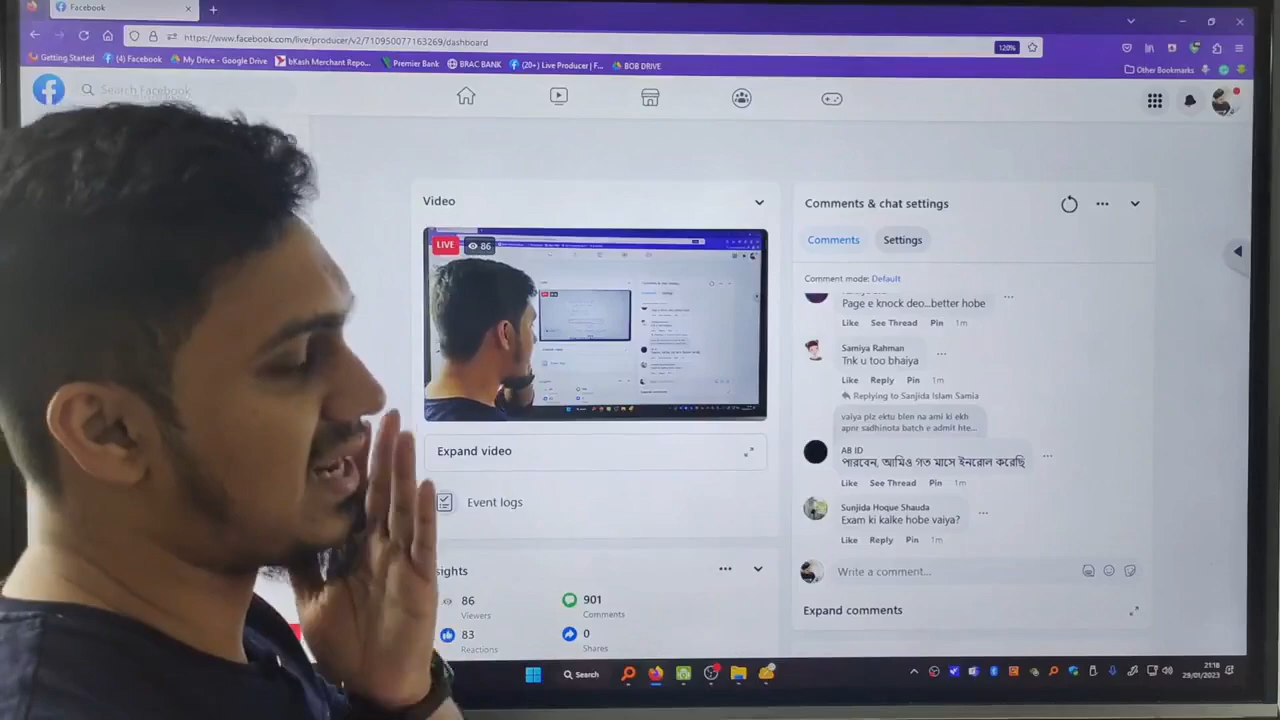 Facebook
https://www.facebook.com/live/producer/v2/710950077163269/dashboard
120%
Getting Started
(4) Facebook
My Drive - Google Drive
bKash Merchant Repo...
Premier Bank
BRAC BANK
(20+) Live Producer | F...
BOB DRIVE
Other Bookmarks
Search Facebook
Video
LIVE
86
Expand video
Event logs
sights
86
Viewers
901
Comments
83
Reactions
0
Shares
Comments & chat settings
Comments
Settings
Comment mode: Default
Page e knock deo...better hobe
Like See Thread Pin 1m
Samiya Rahman
Tnk u too bhaiya
Like Reply Pin 1m
Replying to Sanjida Islam Samia
vaiya plz ektu blen na ami ki ekh
apnr sadhinota batch e admit hte...
AB ID
পারবেন, আমিও গত মাসে ইনরোল করেছি
Like See Thread Pin 1m
Sunjida Hoque Shauda
Exam ki kalke hobe vaiya?
Like Reply Pin 1m
Write a comment...
Expand comments
Search
21:18
29/01/2023